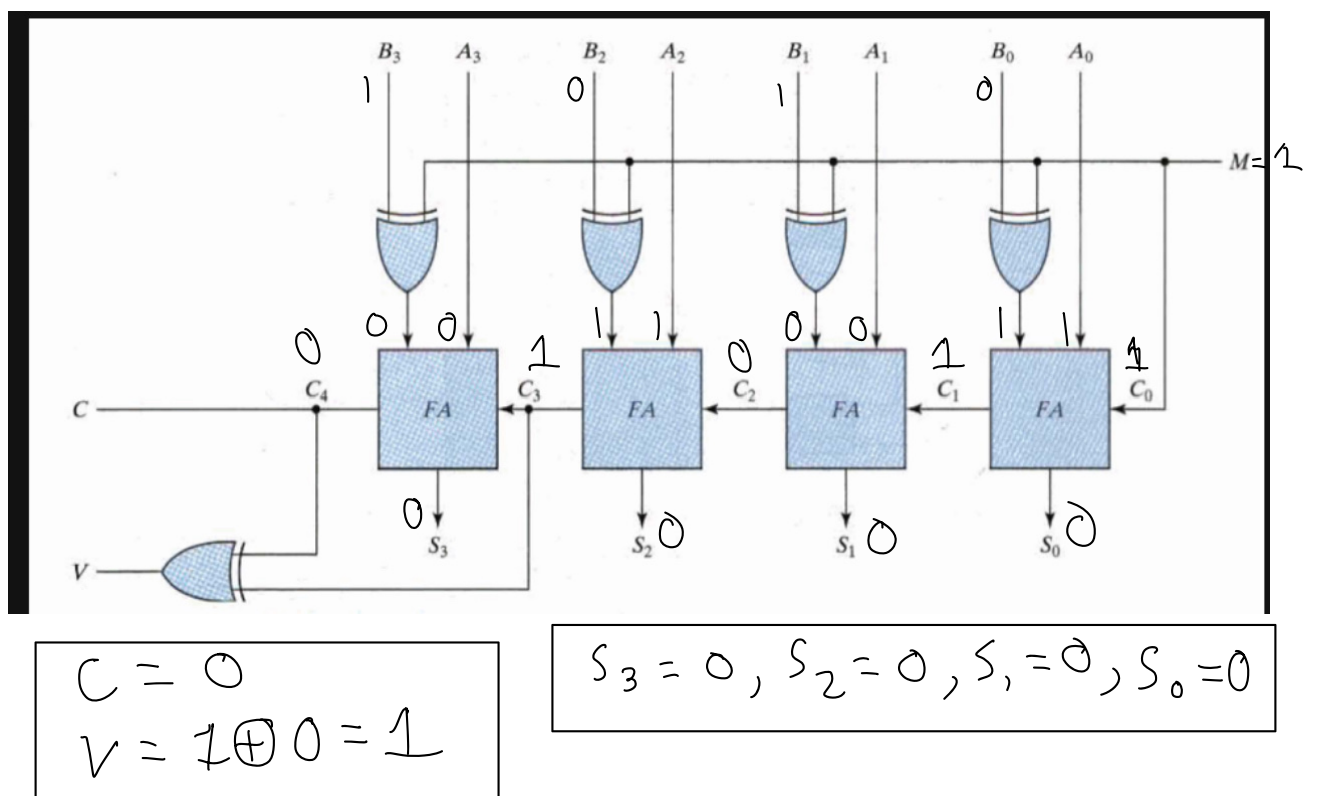 B₃ A₃ B₂ A₂ B₁ A₁ B₀ A₀
1 0 1 0
M=1
0 0 1 1 0 0 1 1
0 1 0 1 1
C C₄ FA C₃ FA C₂ FA C₁ FA C₀
0 0 0 0
S₃ S₂ S₁ S₀
V
C = 0
V = 1⊕0=1
S₃ = 0, S₂ = 0, S₁ = 0, S₀ = 0